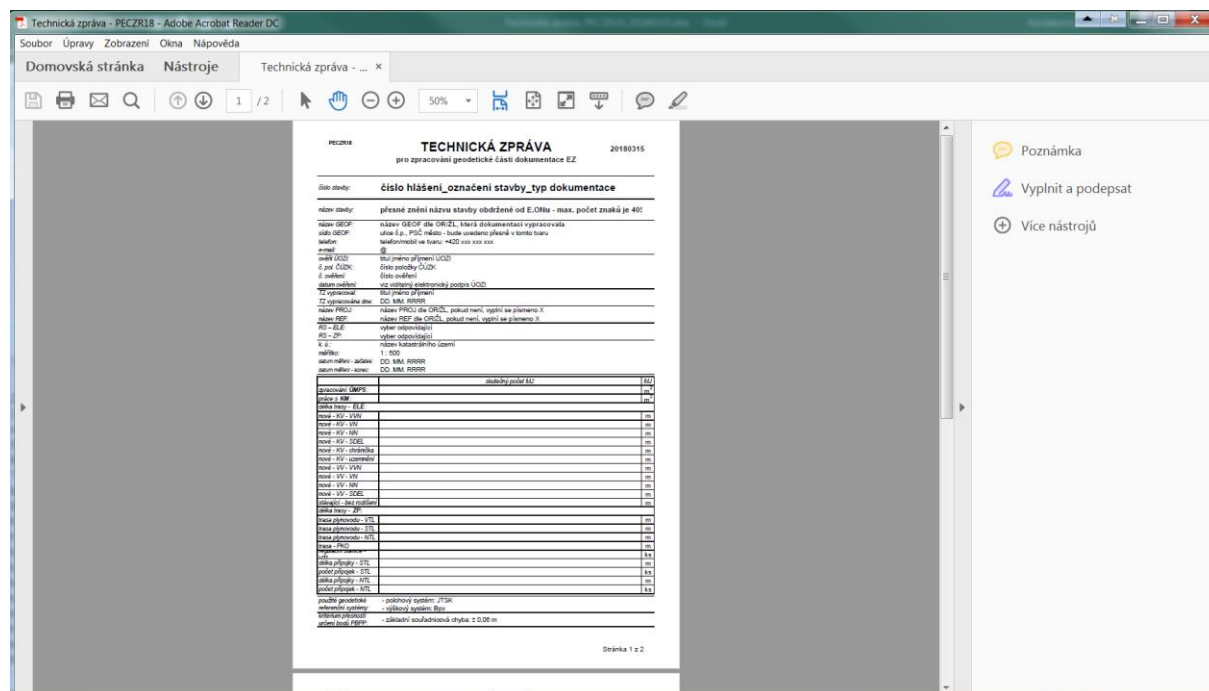 Technická zpráva - PECZR18 - Adobe Acrobat Reader DC
Soubor Úpravy Zobrazení Okna Nápověda
Domovská stránka Nástroje Technická zpráva - ... ×
1 / 2 50%
Poznámka
Vyplnit a podepsat
Více nástrojů
PECZR18 TECHNICKÁ ZPRÁVA 20180315
pro zpracování geodetické části dokumentace EZ
číslo stavby: číslo hlášení_označení stavby_typ dokumentace
název stavby: přesné znění názvu stavby obdržené od E.ONu - max. počet znaků je 40
název GEOF: název GEOF dle OR/ŽL, která dokumentaci vypracovala
sídlo GEOF: ulice č.p., PSČ město - bude uvedeno přesně v tomto tvaru
telefon: telefon/mobil ve tvaru: +420 xxx xxx xxx
e-mail: @
ověřil ÚOZI: titul jméno příjmení ÚOZI
č. pol. ČÚZK: číslo položky ČÚZK
č. ověření: číslo ověření
datum ověření: viz viditelný elektronický podpis ÚOZI
TZ vypracoval: titul jméno příjmení
TZ vypracována dne: DD. MM. RRRR
název PROJ: název PROJ dle OR/ŽL, pokud není, vyplní se písmeno X
název REF: název REF dle OR/ŽL, pokud není, vyplní se písmeno X
RS – ELE: vyber odpovídající
RS – ZP: vyber odpovídající
k. ú.: název katastrálního území
měřítko: 1 : 500
datum měření - začátek: DD. MM. RRRR
datum měření - konec: DD. MM. RRRR
skutečný počet MJ: MJ
zpracování ÚMPS: m²
práce s KM: m²
délka trasy - ELE:
nové - KV - VVN m
nové - KV - VN m
nové - KV - NN m
nové - KV - SDEL m
nové - KV - chránička m
nové - KV - uzemnění m
nové - VV - VVN m
nové - VV - VN m
nové - VV - NN m
nové - VV - SDEL m
stávající - bez rozlišení m
délka trasy - ZP:
trasa plynovodu - VTL m
trasa plynovodu - STL m
trasa plynovodu - NTL m
trasa - PKO m
ks
délka přípojky - STL m
počet přípojek - STL ks
délka přípojky - NTL m
počet přípojek - NTL ks
použité geodetické - polohový systém: JTSK
referenční systémy: - výškový systém: Bpv
kritérium přesnosti
určení bodů PBPP: - základní souřadnicová chyba: ± 0,06 m
Stránka 1 z 2